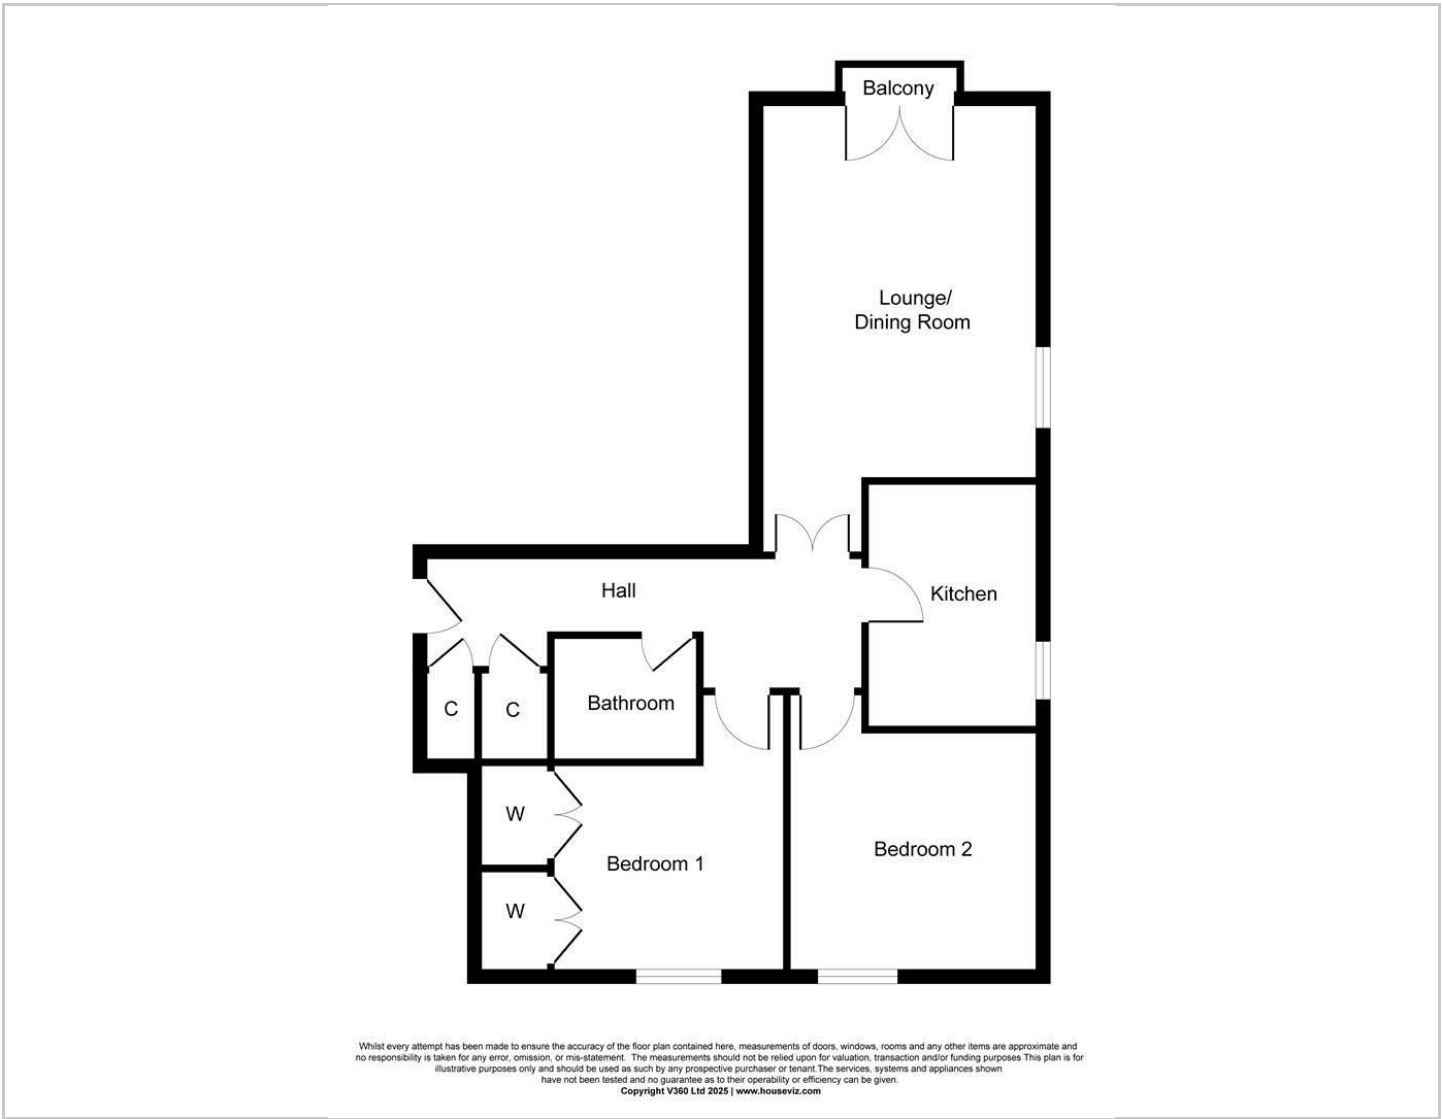 Balcony
Lounge/
Dining Room
Hall
Kitchen
C
C
Bathroom
W
Bedroom 1
Bedroom 2
W
Whilst every attempt has been made to ensure the accuracy of the floor plan contained here, measurements of doors, windows, rooms and any other items are approximate and
no responsibility is taken for any error, omission, or mis-statement. The measurements should not be relied upon for valuation, transaction and/or funding purposes This plan is for
illustrative purposes only and should be used as such by any prospective purchaser or tenant.The services, systems and appliances shown
have not been tested and no guarantee as to their operability or efficiency can be given.
Copyright V360 Ltd 2025 | www.houseviz.com